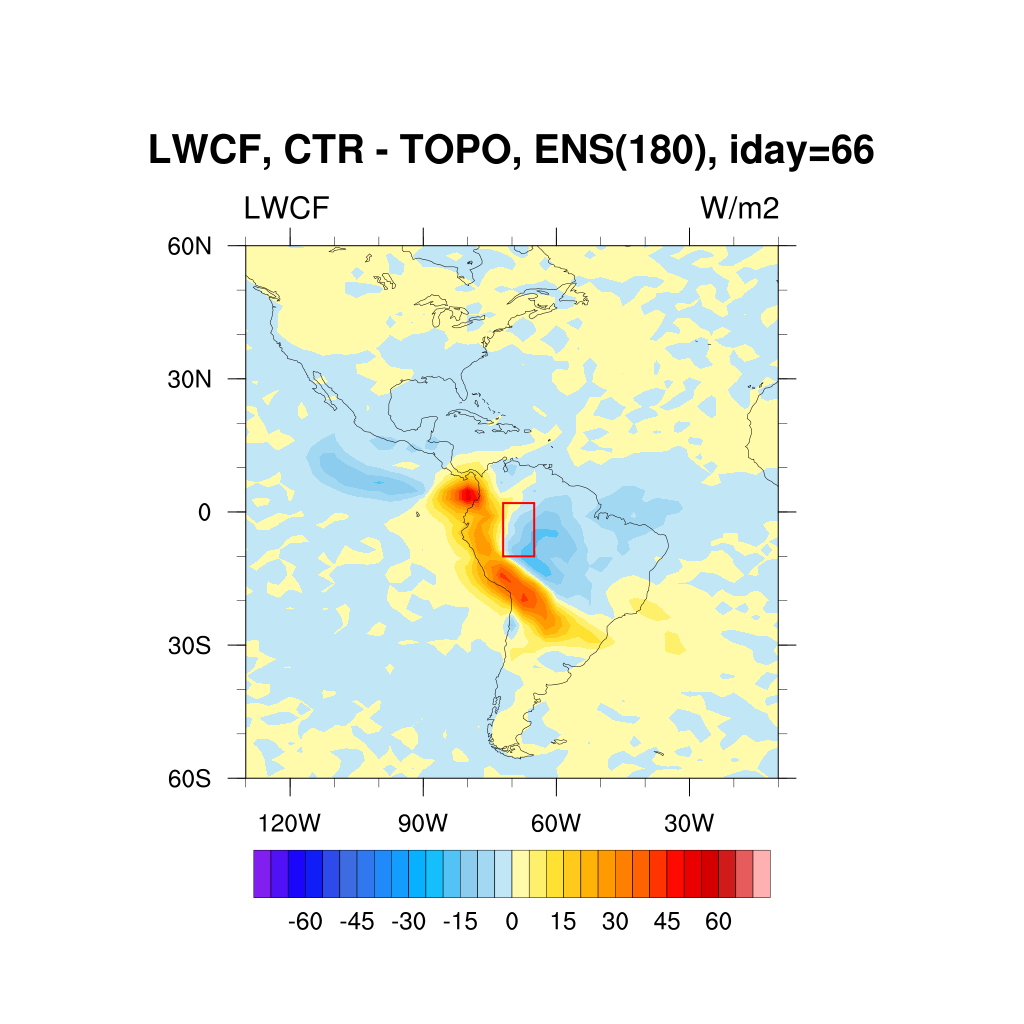 LWCF, CTR - TOPO, ENS(180), iday=66
LWCF W/m2
60N
30N
0
30S
60S
120W 90W 60W 30W
-60 -45 -30 -15 0 15 30 45 60